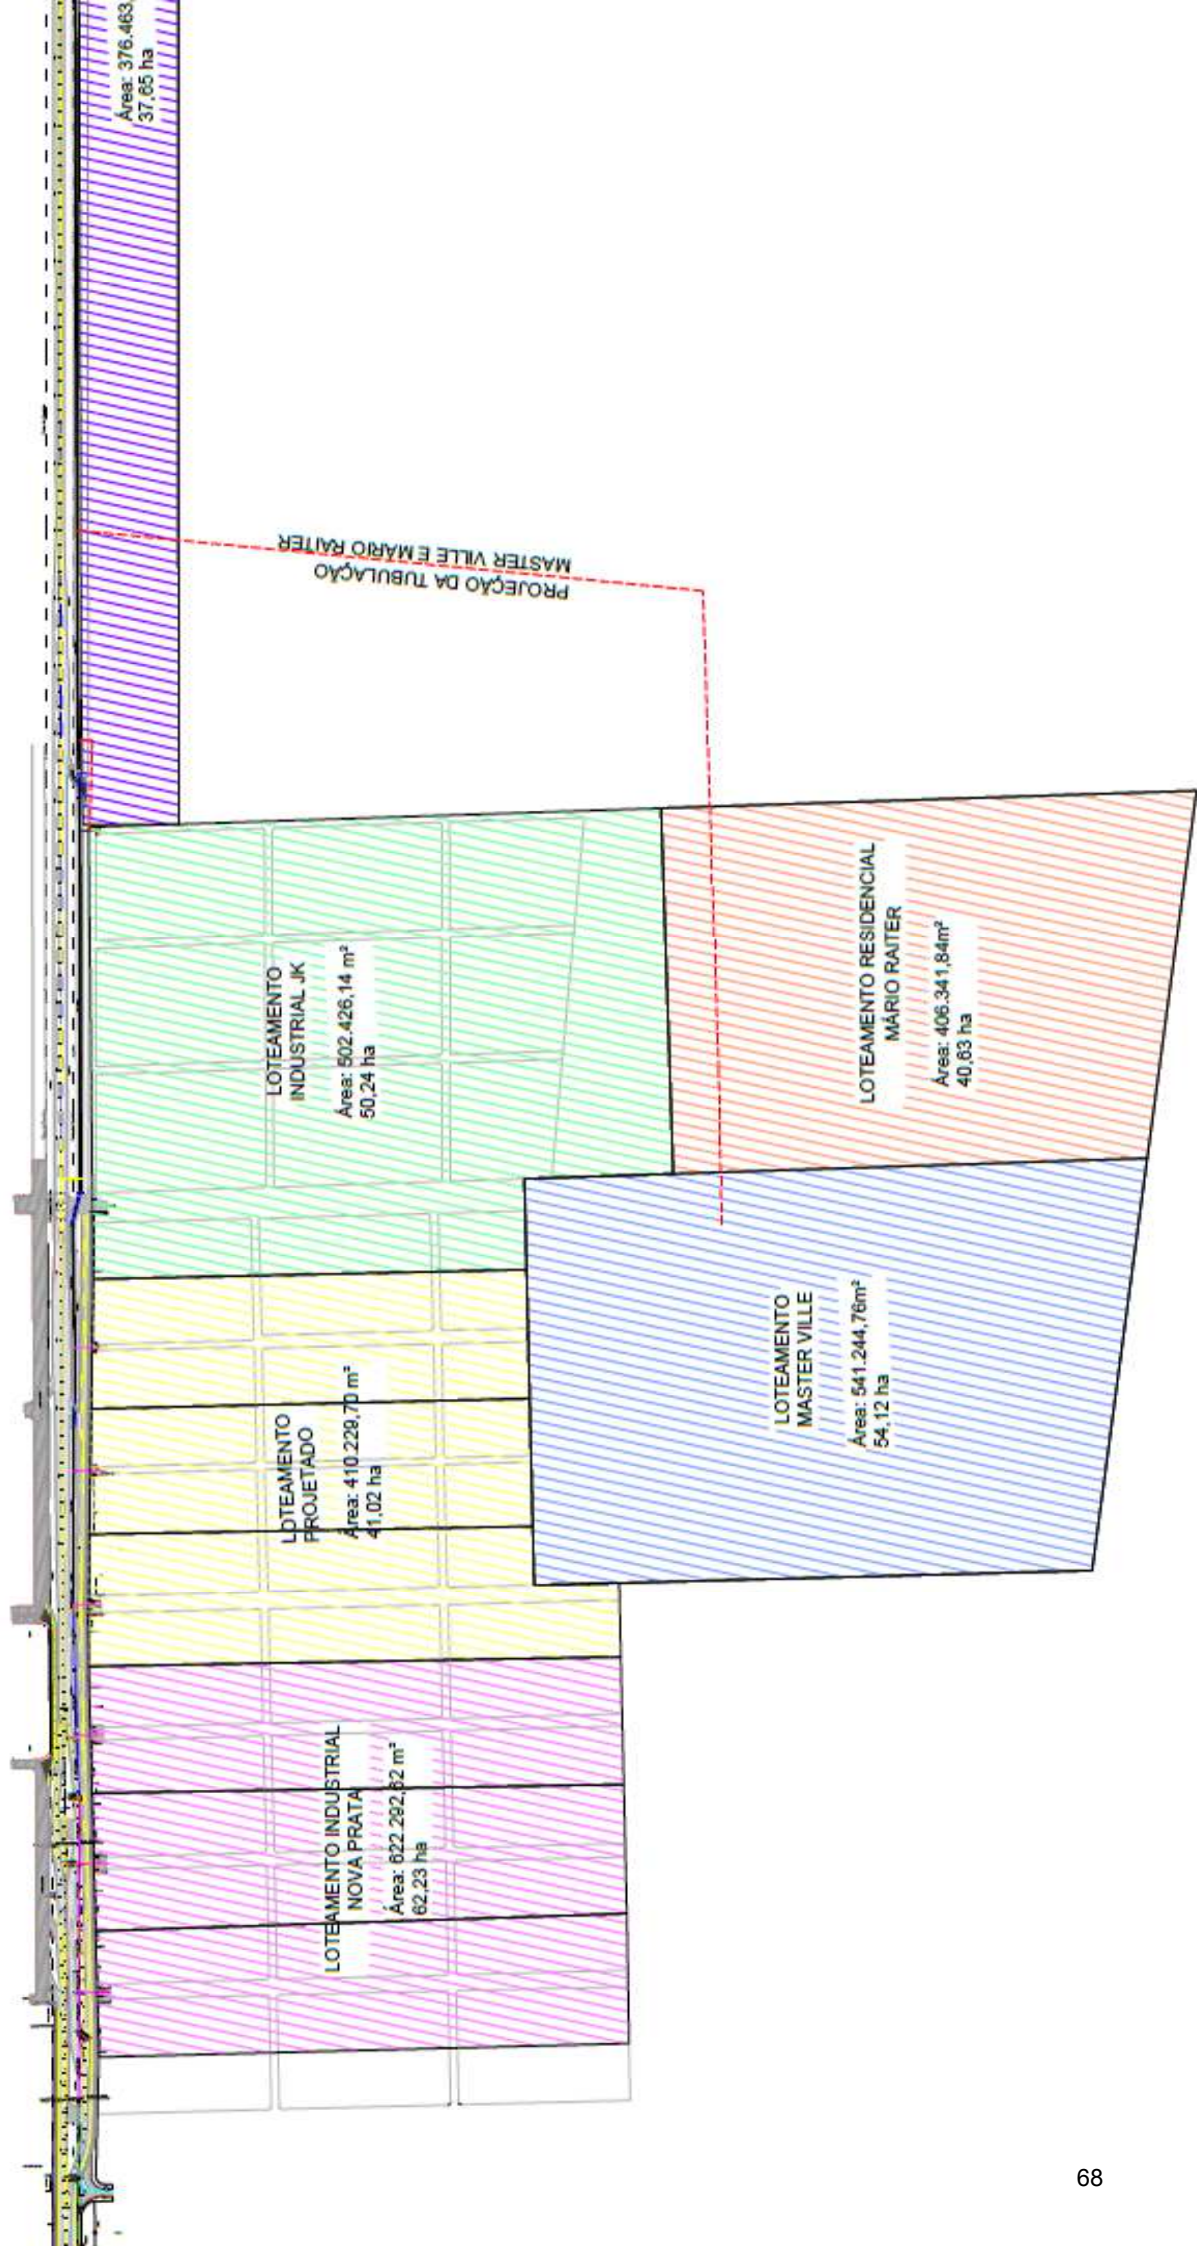 Área: 376.463,
37,65 ha
PROJEÇÃO DA TUBULAÇÃO
MASTER VILLE E MÁRIO RAITER
LOTEAMENTO
INDUSTRIAL JK
Área: 502.426,14 m²
50,24 ha
LOTEAMENTO RESIDENCIAL
MÁRIO RAITER
Área: 406.341,84m²
40,63 ha
LOTEAMENTO
PROJETADO
Área: 410.229,70 m²
41,02 ha
LOTEAMENTO
MASTER VILLE
Área: 541.244,76m²
54,12 ha
LOTEAMENTO INDUSTRIAL
NOVA PRATA
Área: 622.292,62 m²
62,23 ha
68